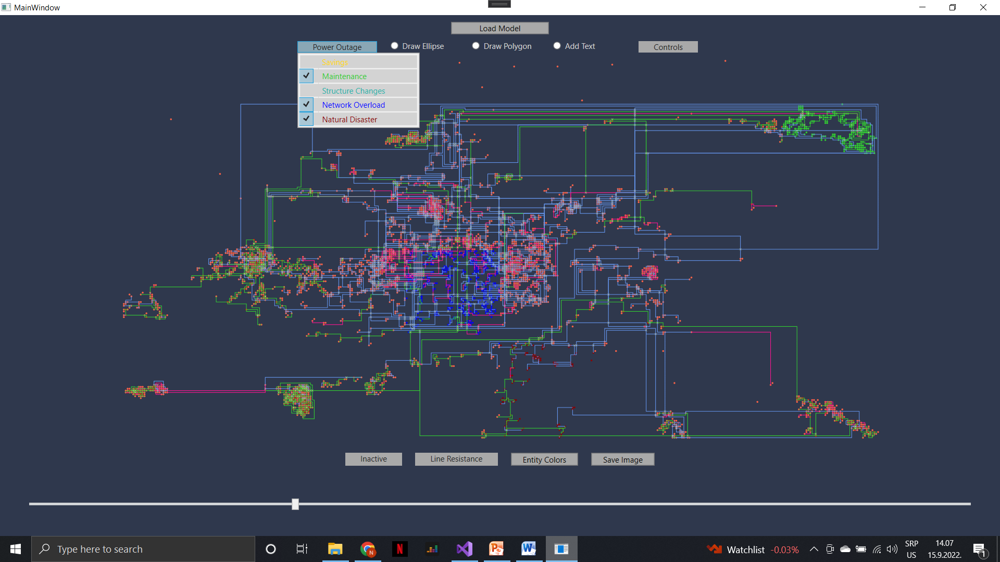 MainWindow
Load Model
Power Outage
Draw Ellipse
Draw Polygon
Add Text
Controls
Savings
Maintenance
Structure Changes
Network Overload
Natural Disaster
Inactive
Line Resistance
Entity Colors
Save Image
Type here to search
N
N
P
W
Watchlist -0.03%
SRP
US
14.07
15.9.2022.
1